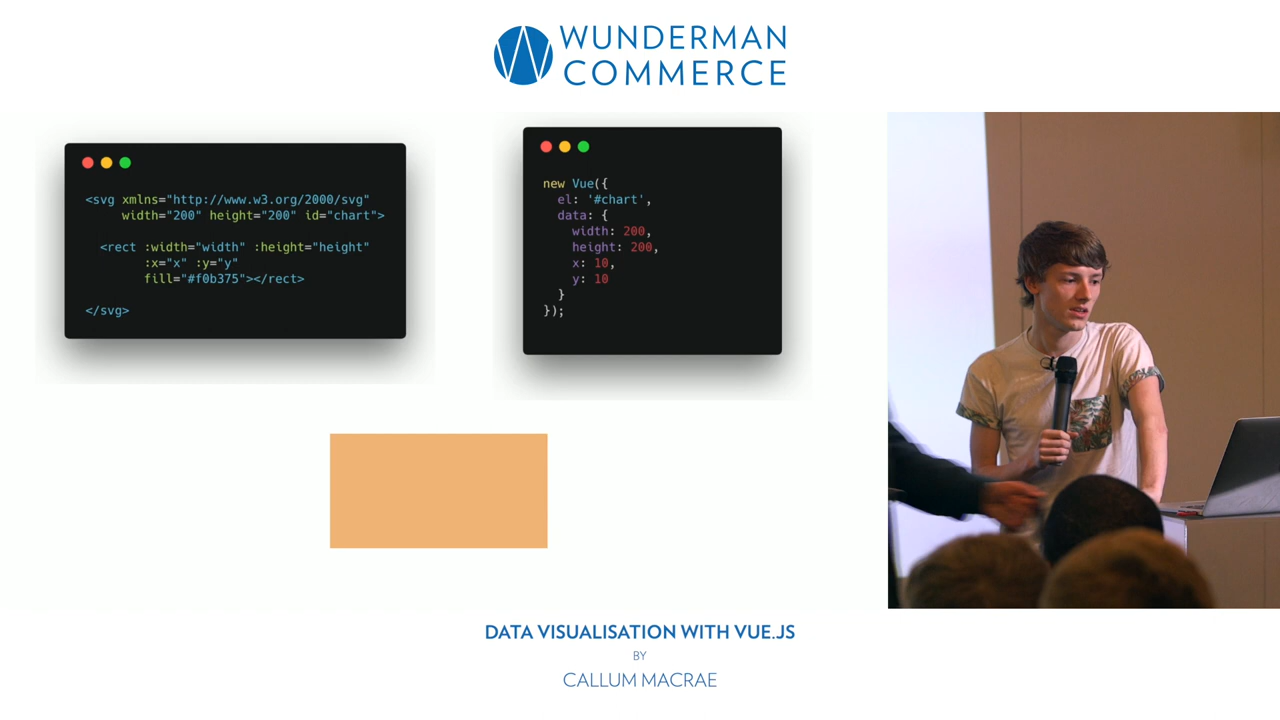 WUNDERMAN
COMMERCE
<svg xmlns="http://www.w3.org/2000/svg"
width="200" height="200" id="chart">
<rect :width="width" :height="height"
:x="x" :y="y"
fill="#f0b375"></rect>
</svg>
new Vue({
el: '#chart',
data: {
width: 200,
height: 200,
x: 10,
y: 10
}
});
DATA VISUALISATION WITH VUE.JS
BY
CALLUM MACRAE